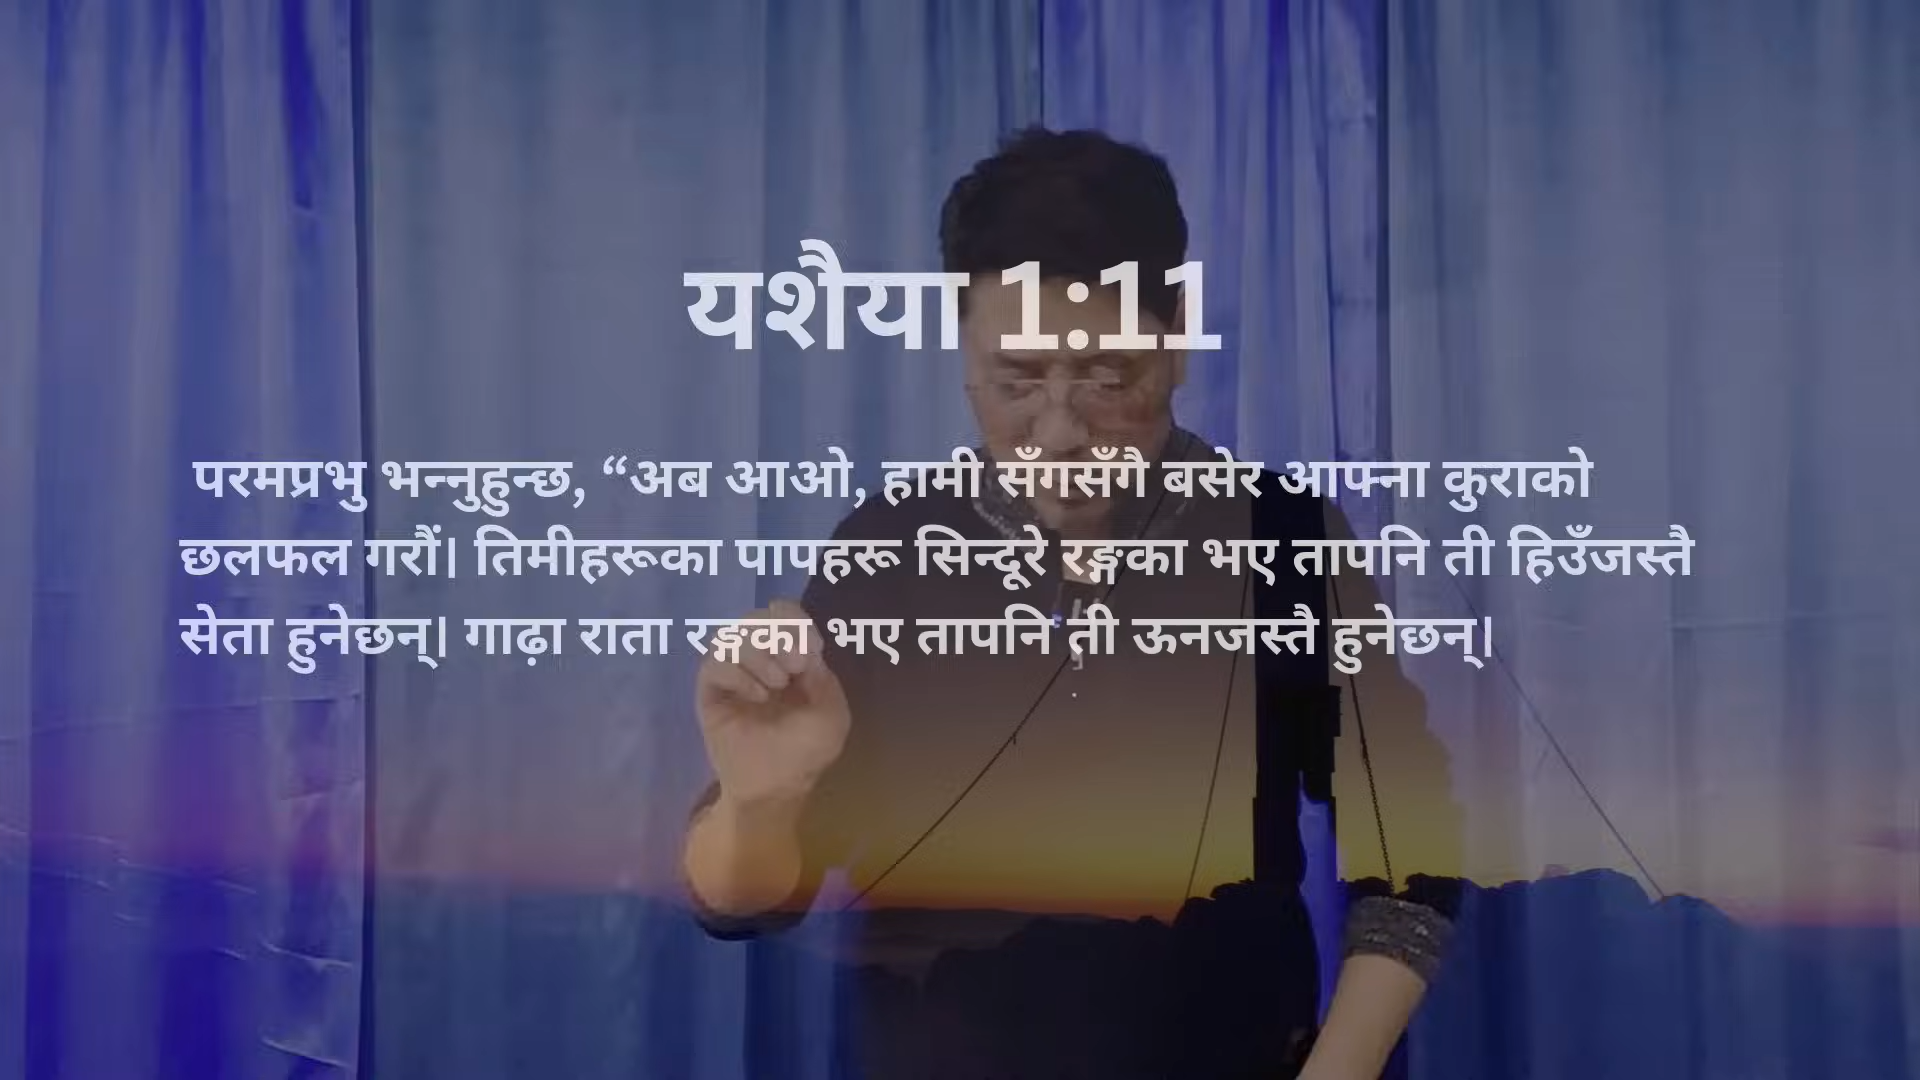 यशैया 1:11
परमप्रभु भन्नुहुन्छ, “अब आओ, हामी सँगसँगै बसेर आफ्ना कुराको
छलफल गरौं| तिमीहरूका पापहरू सिन्दूरे रङ्गका भए तापनि ती हिउँजस्तै
सेता हुनेछन्| गाढ़ा राता रङ्गका भए तापनि ती ऊनजस्तै हुनेछन्|